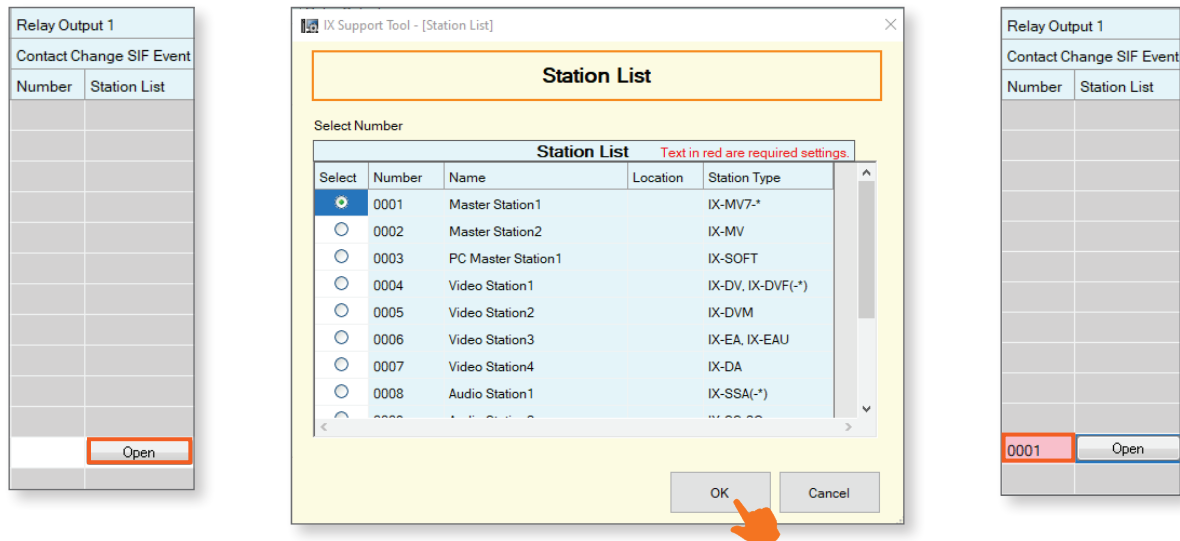 Relay Output 1
Contact Change SIF Event
Number Station List
Open
IX Support Tool - [Station List]
Station List
Select Number
Station List Text in red are required settings.
Select Number Name Location Station Type
0001 Master Station1 IX-MV7-*
0002 Master Station2 IX-MV
0003 PC Master Station1 IX-SOFT
0004 Video Station1 IX-DV, IX-DVF(-*)
0005 Video Station2 IX-DVM
0006 Video Station3 IX-EA, IX-EAU
0007 Video Station4 IX-DA
0008 Audio Station1 IX-SSA(-*)
OK Cancel
Relay Output 1
Contact Change SIF Event
Number Station List
0001 Open